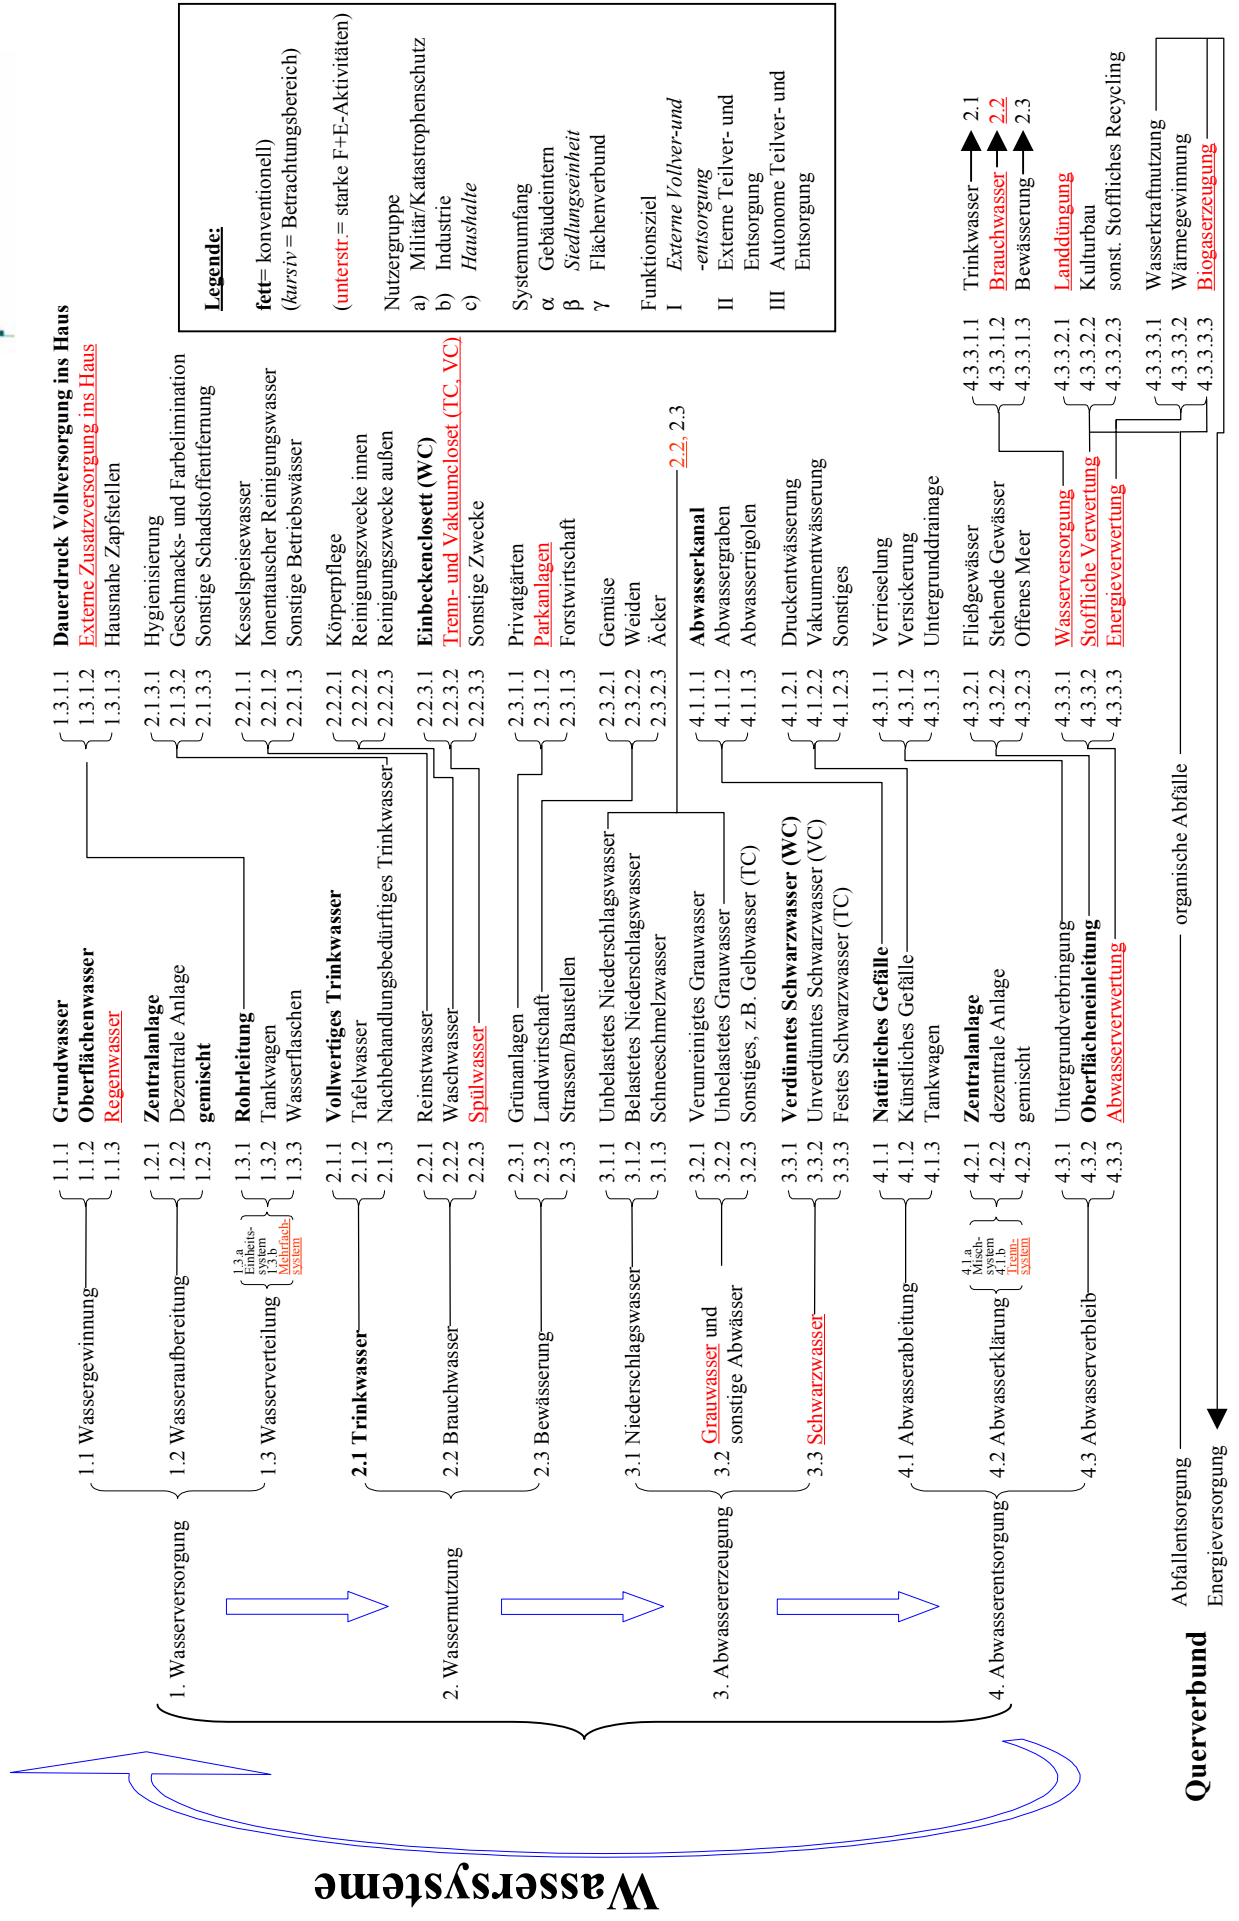 Wassersysteme
1. Wasserversorgung
1.1 Wassergewinnung
1.1.1 Grundwasser
1.1.2 Oberflächenwasser
1.1.3 Regenwasser
1.2 Wasseraufbereitung
1.2.1 Zentralanlage
1.2.2 Dezentrale Anlage
1.2.3 gemischt
1.3 Wasserverteilung
1.3.a
Einheits-
system
1.3.b
Mehrfach-
system
1.3.1 Rohrleitung
1.3.2 Tankwagen
1.3.3 Wasserflaschen
1.3.1.1 Dauerdruck Vollversorgung ins Haus
1.3.1.2 Externe Zusatzversorgung ins Haus
1.3.1.3 Hausnahe Zapfstellen
2. Wassernutzung
2.1 Trinkwasser
2.1.1 Vollwertiges Trinkwasser
2.1.2 Tafelwasser
2.1.3 Nachbehandlungsbedürftiges Trinkwasser
2.1.3.1 Hygienisierung
2.1.3.2 Geschmacks- und Farbelimination
2.1.3.3 Sonstige Schadstoffentfernung
2.2 Brauchwasser
2.2.1 Reinstwasser
2.2.2 Waschwasser
2.2.3 Spülwasser
2.2.1.1 Kesselspeisewasser
2.2.1.2 Ionentauscher Reinigungswasser
2.2.1.3 Sonstige Betriebswässer
2.2.2.1 Körperpflege
2.2.2.2 Reinigungszwecke innen
2.2.2.3 Reinigungszwecke außen
2.2.3.1 Einbeckenclosett (WC)
2.2.3.2 Trenn- und Vakuumcloset (TC, VC)
2.2.3.3 Sonstige Zwecke
2.3 Bewässerung
2.3.1 Grünanlagen
2.3.2 Landwirtschaft
2.3.3 Strassen/Baustellen
2.3.1.1 Privatgärten
2.3.1.2 Parkanlagen
2.3.1.3 Forstwirtschaft
2.3.2.1 Gemüse
2.3.2.2 Weiden
2.3.2.3 Äcker
3. Abwassererzeugung
3.1 Niederschlagswasser
3.1.1 Unbelastetes Niederschlagswasser
3.1.2 Belastetes Niederschlagswasser
3.1.3 Schneeschmelzwasser
3.2 Grauwasser und
sonstige Abwässer
3.2.1 Verunreinigtes Grauwasser
3.2.2 Unbelastetes Grauwasser
3.2.3 Sonstiges, z.B. Gelbwasser (TC)
2.2, 2.3
3.3 Schwarzwasser
3.3.1 Verdünntes Schwarzwasser (WC)
3.3.2 Unverdünntes Schwarzwasser (VC)
3.3.3 Festes Schwarzwasser (TC)
4. Abwasserentsorgung
4.1 Abwasserableitung
4.1.1 Natürliches Gefälle
4.1.2 Künstliches Gefälle
4.1.3 Tankwagen
4.1.1.1 Abwasserkanal
4.1.1.2 Abwassergraben
4.1.1.3 Abwasserrigolen
4.1.2.1 Druckentwässerung
4.1.2.2 Vakuumentwässerung
4.1.2.3 Sonstiges
4.2 Abwasserklärung
4.1.a
Misch-
system
4.1.b
Trenn-
system
4.2.1 Zentralanlage
4.2.2 dezentrale Anlage
4.2.3 gemischt
4.3 Abwasserverbleib
4.3.1 Untergrundverbringung
4.3.2 Oberflächeneinleitung
4.3.3 Abwasserverwertung
4.3.1.1 Verrieselung
4.3.1.2 Versickerung
4.3.1.3 Untergrunddrainage
4.3.2.1 Fließgewässer
4.3.2.2 Stehende Gewässer
4.3.2.3 Offenes Meer
4.3.3.1 Wasserversorgung
4.3.3.2 Stoffliche Verwertung
4.3.3.3 Energieverwertung
4.3.3.1.1 Trinkwasser 2.1
4.3.3.1.2 Brauchwasser 2.2
4.3.3.1.3 Bewässerung 2.3
4.3.3.2.1 Landdüngung
4.3.3.2.2 Kulturbau
4.3.3.2.3 sonst. Stoffliches Recycling
4.3.3.3.1 Wasserkraftnutzung
4.3.3.3.2 Wärmegewinnung
4.3.3.3.3 Biogaserzeugung
Querverbund
Abfallentsorgung
organische Abfälle
Energieversorgung
Legende:
fett= konventionell)
(kursiv = Betrachtungsbereich)
(unterstr.= starke F+E-Aktivitäten)
Nutzergruppe
a) Militär/Katastrophenschutz
b) Industrie
c) Haushalte
Systemumfang
α Gebäudeintern
β Siedlungseinheit
γ Flächenverbund
Funktionsziel
I Externe Vollver-und
-entsorgung
II Externe Teilver- und
Entsorgung
III Autonome Teilver- und
Entsorgung